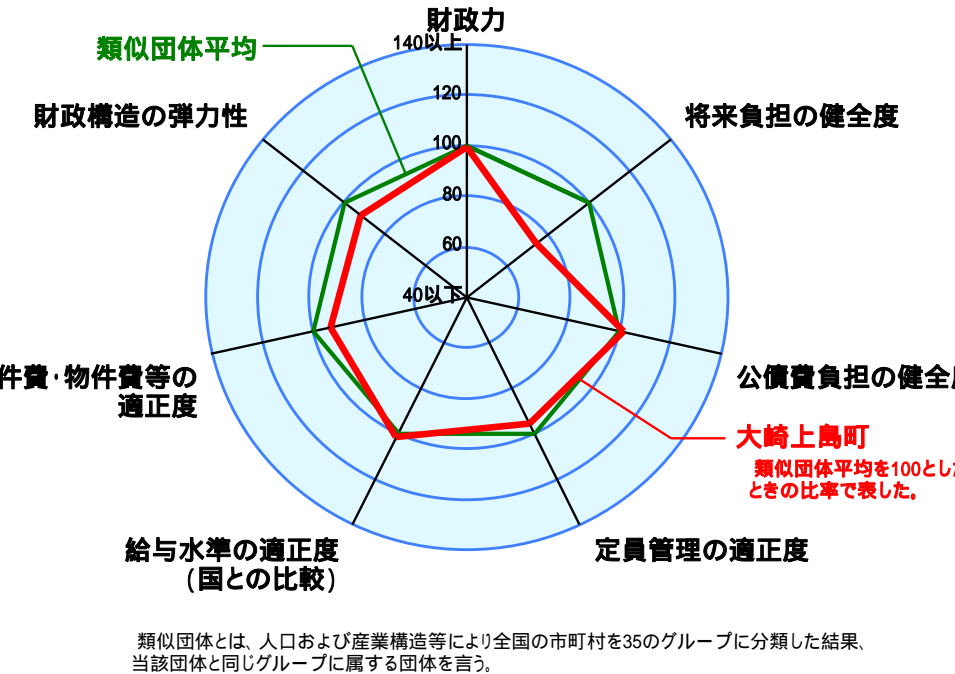 財政力
140以上
類似団体平均
120
財政構造の弾力性
将来負担の健全度
100
80
60
40以下
件費・物件費等の
適正度
公債費負担の健全度
大崎上島町
類似団体平均を100とした
ときの比率で表した。
給与水準の適正度
(国との比較)
定員管理の適正度
類似団体とは、人口および産業構造等により全国の市町村を35のグループに分類した結果、
当該団体と同じグループに属する団体を言う。